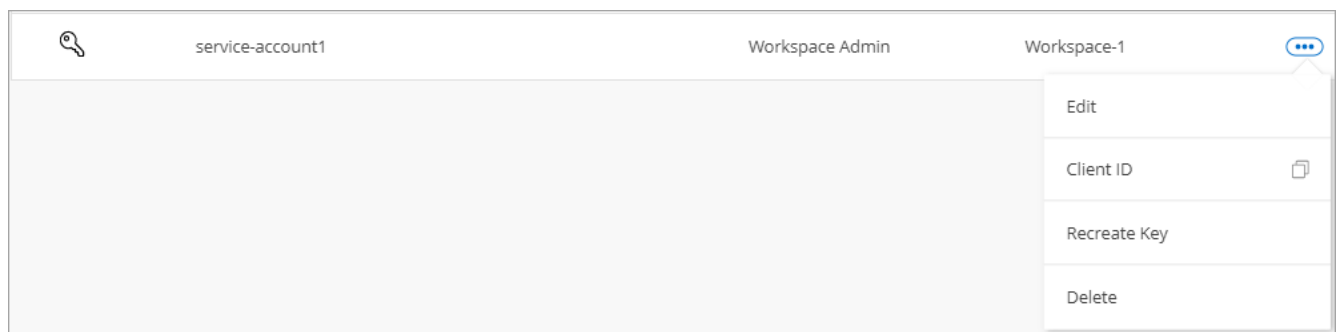 service-account1 Workspace Admin Workspace-1
Edit
Client ID
Recreate Key
Delete